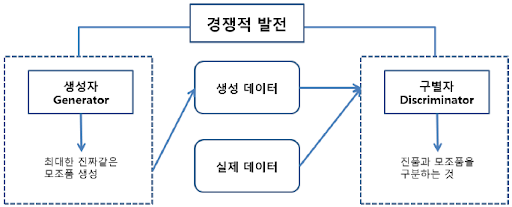 경쟁적 발전
생성자
Generator
최대한 진짜같은
모조품 생성
생성 데이터
실제 데이터
구별자
Discriminator
진품과 모조품을
구분하는 것